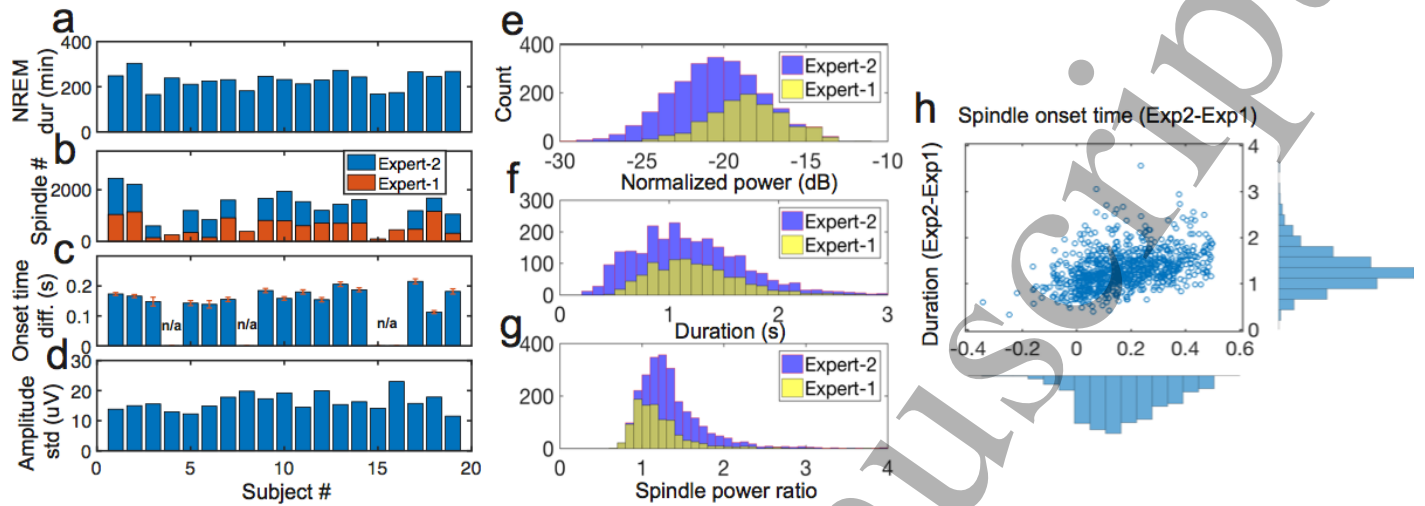 a
NREM
dur (min)
400
200
0
b
Spindle #
2000
0
Expert-2
Expert-1
c
Onset time
diff. (s)
0.2
0.1
0
n/a
n/a
n/a
d
Amplitude
std (uV)
30
20
10
0
0 5 10 15 20
Subject #
e
Count
400
200
0
Expert-2
Expert-1
-30 -25 -20 -15 -10
Normalized power (dB)
f
300
200
100
0
Expert-2
Expert-1
0 1 2 3
Duration (s)
g
400
200
0
Expert-2
Expert-1
0 1 2 3 4
Spindle power ratio
h
Spindle onset time (Exp2-Exp1)
Duration (Exp2-Exp1)
4
3
2
1
0
-0.4 -0.2 0 0.2 0.4 0.6
uscrip